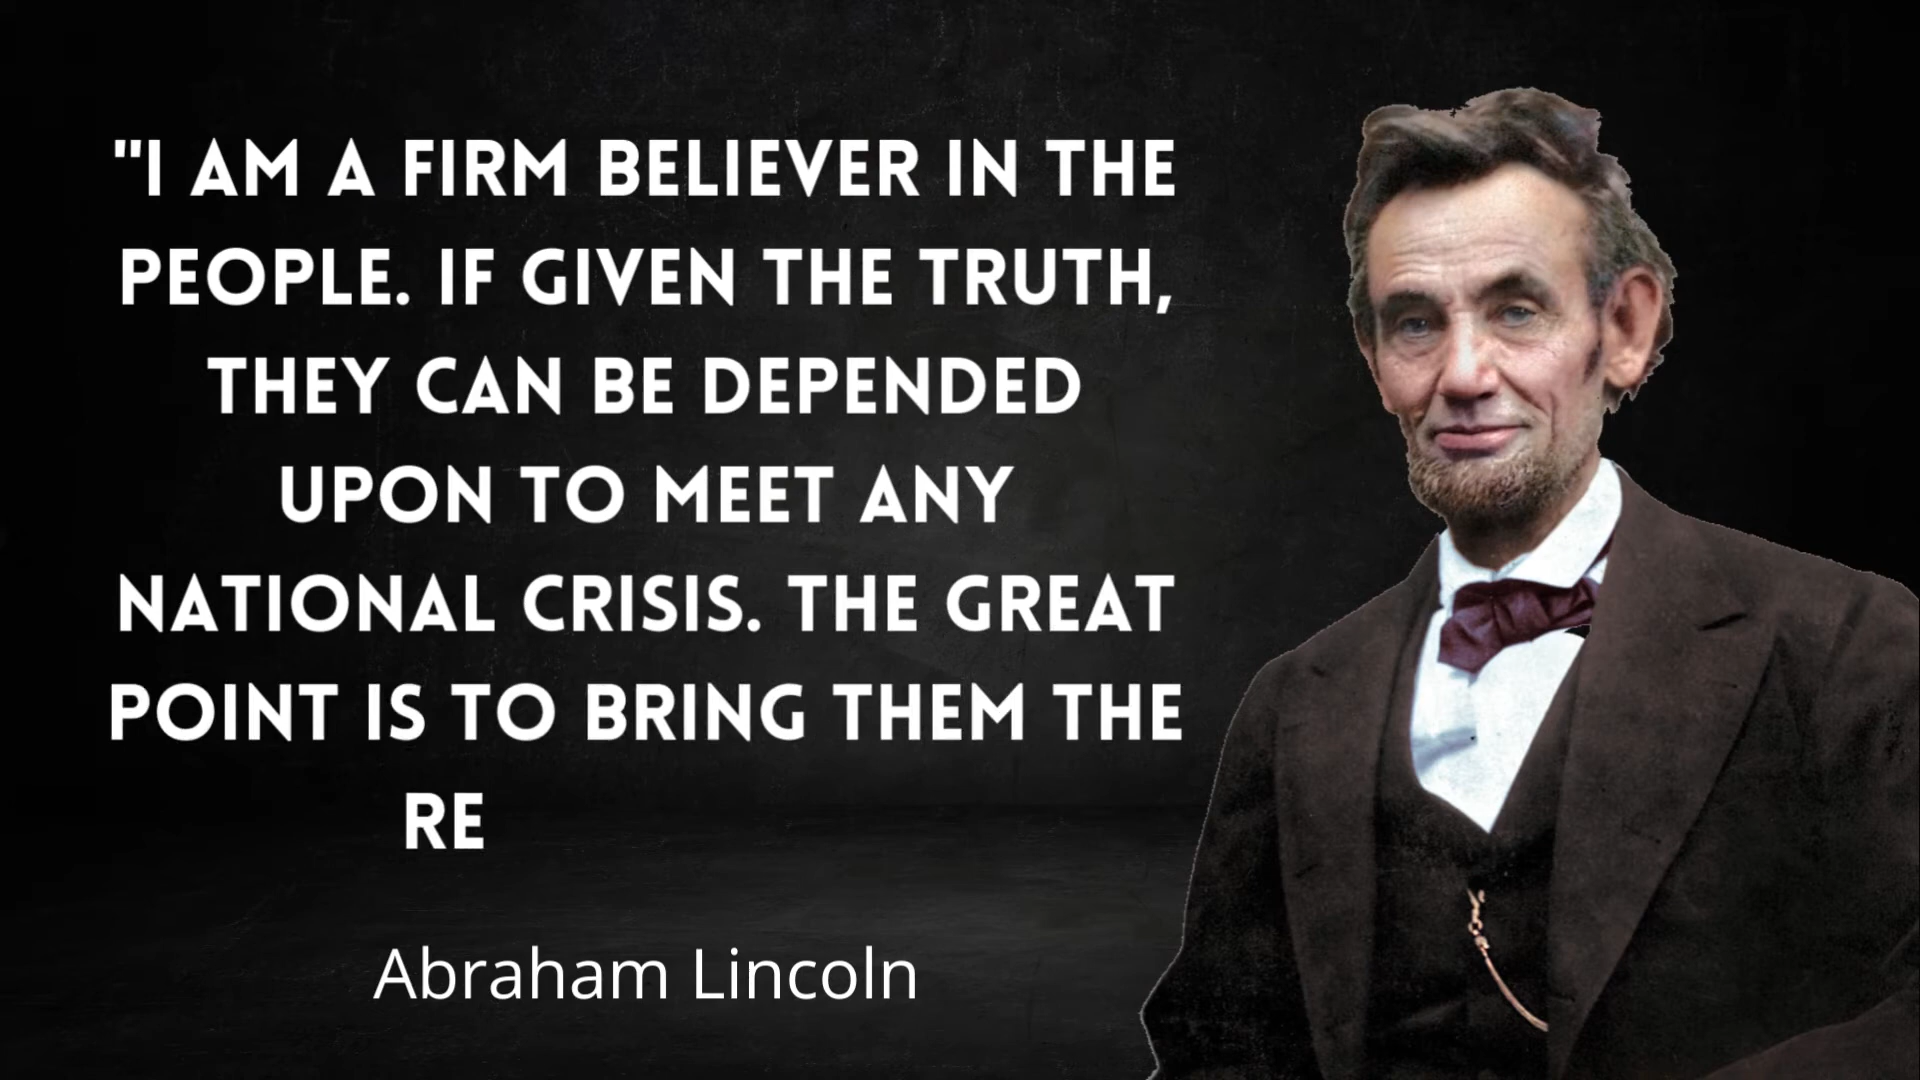 "I AM A FIRM BELIEVER IN THE
PEOPLE. IF GIVEN THE TRUTH,
THEY CAN BE DEPENDED
UPON TO MEET ANY
NATIONAL CRISIS. THE GREAT
POINT IS TO BRING THEM THE
RE
Abraham Lincoln